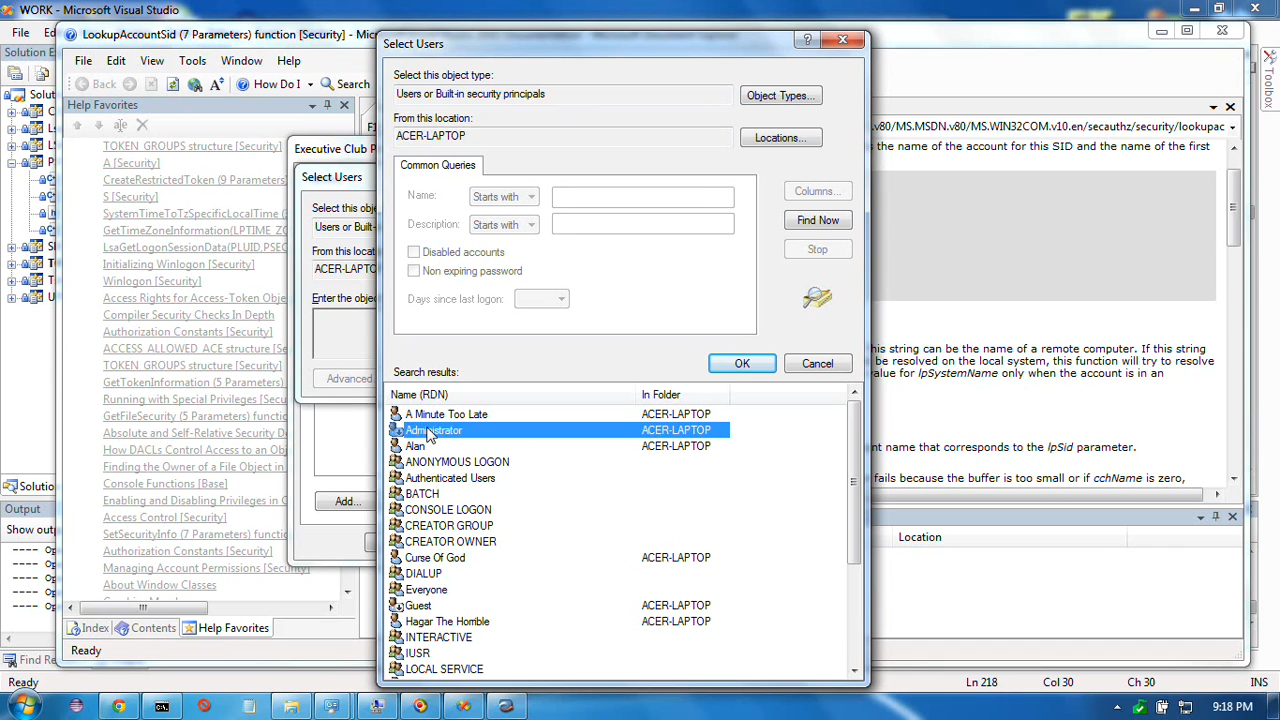 WORK - Microsoft Visual Studio
File
LookupAccountSid (7 Parameters) function [Security] -
File Edit View Tools Window Help
Back How Do I Search
Help Favorites
TOKEN_GROUPS structure [Security]
A [Security]
CreateRestrictedToken (9 Parameters)
S [Security]
SystemTimeToTzSpecificLocalTime
GetTimeZoneInformation(LPTIME_ZO
LsaGetLogonSessionData(PLUID,PSEC
Initializing Winlogon [Security]
Winlogon [Security]
Access Rights for Access-Token Obje
Compiler Security Checks In Depth
Authorization Constants [Security]
ACCESS_ALLOWED_ACE structure [Se
TOKEN_GROUPS structure [Security]
GetTokenInformation (5 Parameters)
Running with Special Privileges [Secu
GetFileSecurity (5 Parameters) functio
Absolute and Self-Relative Security De
How DACLs Control Access to an Obj
Finding the Owner of a File Object in
Console Functions [Base]
Enabling and Disabling Privileges in C
Access Control [Security]
SetSecurityInfo (7 Parameters) functio
Authorization Constants [Security]
Managing Account Permissions [Security]
About Window Classes
Index Contents Help Favorites
Ready
Executive Club P
Select Users
Select this obje
Users or Built-in
From this locat
ACER-LAPTO
Enter the objec
Advanced.
Add...
Select Users
Select this object type:
Users or Built-in security principals
Object Types...
From this location:
ACER-LAPTOP
Locations...
Common Queries
Name: Starts with
Description: Starts with
Disabled accounts
Non expiring password
Days since last logon:
Columns...
Find Now
Stop
OK Cancel
Search results:
Name (RDN) In Folder
A Minute Too Late ACER-LAPTOP
Administrator ACER-LAPTOP
Alan ACER-LAPTOP
ANONYMOUS LOGON
Authenticated Users
BATCH
CONSOLE LOGON
CREATOR GROUP
CREATOR OWNER
Curse Of God ACER-LAPTOP
DIALUP
Everyone
Guest ACER-LAPTOP
Hagar The Horrible ACER-LAPTOP
INTERACTIVE
IUSR
LOCAL SERVICE
v80/MS.MSDN.v80/MS.WIN32COM.v10.en/secauthz/security/lookupac
he name of the account for this SID and the name of the first
his string can be the name of a remote computer. If this string
be resolved on the local system, this function will try to resolve
value for lpSystemName only when the account is in an
nt name that corresponds to the lpSid parameter.
fails because the buffer is too small or if cchName is zero,
Location
Toolbox
Output
Show outp
Ready
Ln 218 Col 30 Ch 30 INS
9:18 PM